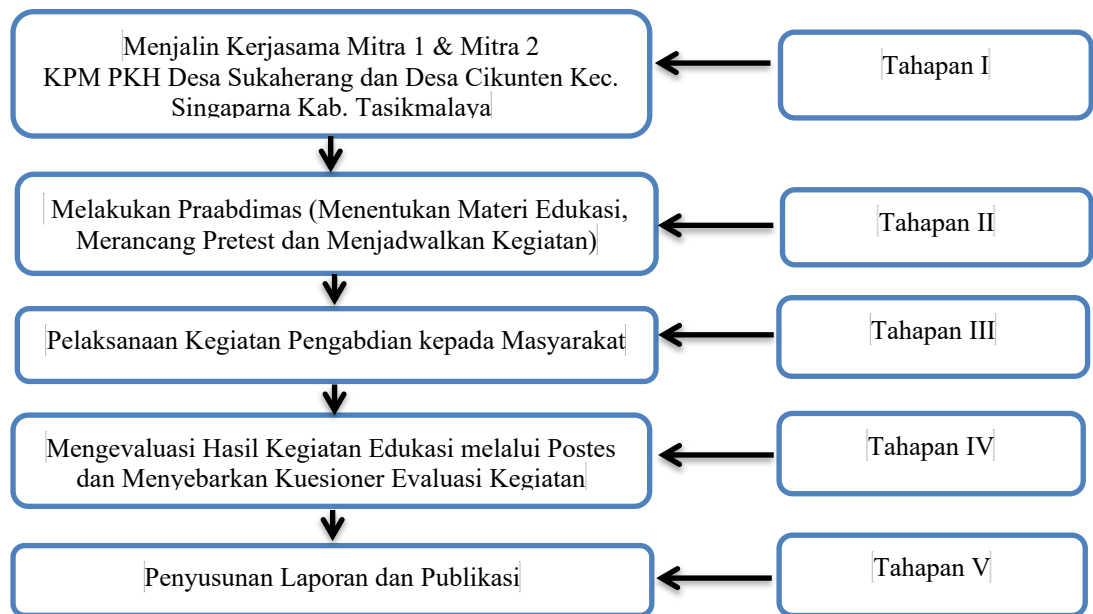 Menjalin Kerjasama Mitra 1 & Mitra 2
KPM PKH Desa Sukaherang dan Desa Cikunten Kec.
Singaparna Kab. Tasikmalaya
Tahapan I
Melakukan Praabdimas (Menentukan Materi Edukasi,
Merancang Pretest dan Menjadwalkan Kegiatan)
Tahapan II
Pelaksanaan Kegiatan Pengabdian kepada Masyarakat
Tahapan III
Mengevaluasi Hasil Kegiatan Edukasi melalui Postes
dan Menyebarkan Kuesioner Evaluasi Kegiatan
Tahapan IV
Penyusunan Laporan dan Publikasi
Tahapan V